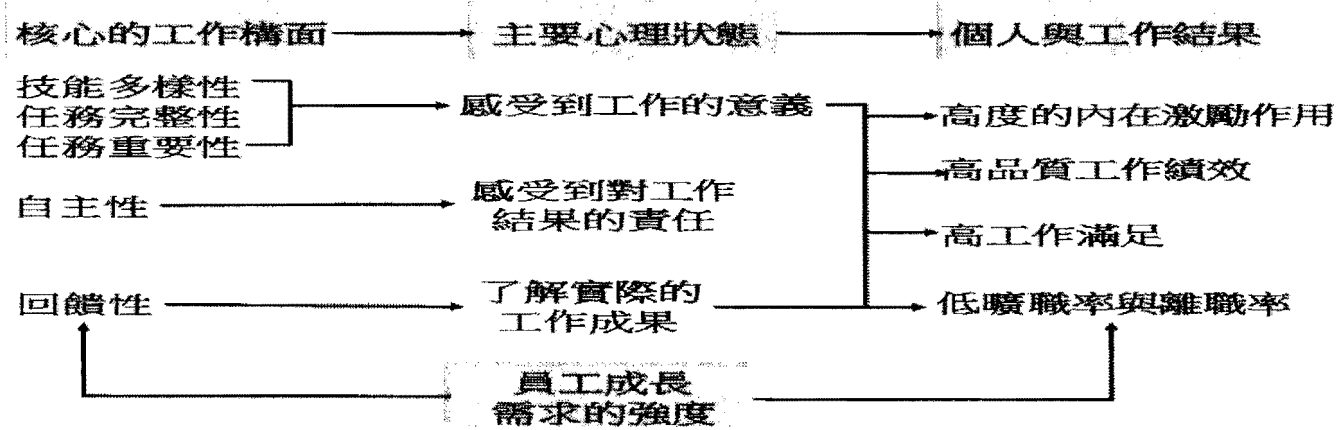 核心的工作構面 主要心理狀態 個人與工作結果
技能多樣性
任務完整性
任務重要性
感受到工作的意義
自主性
感受到對工作
結果的責任
回饋性
了解實際的
工作成果
高度的內在激勵作用
高品質工作績效
高工作滿足
低曠職率與離職率
員工成長
需求的強度